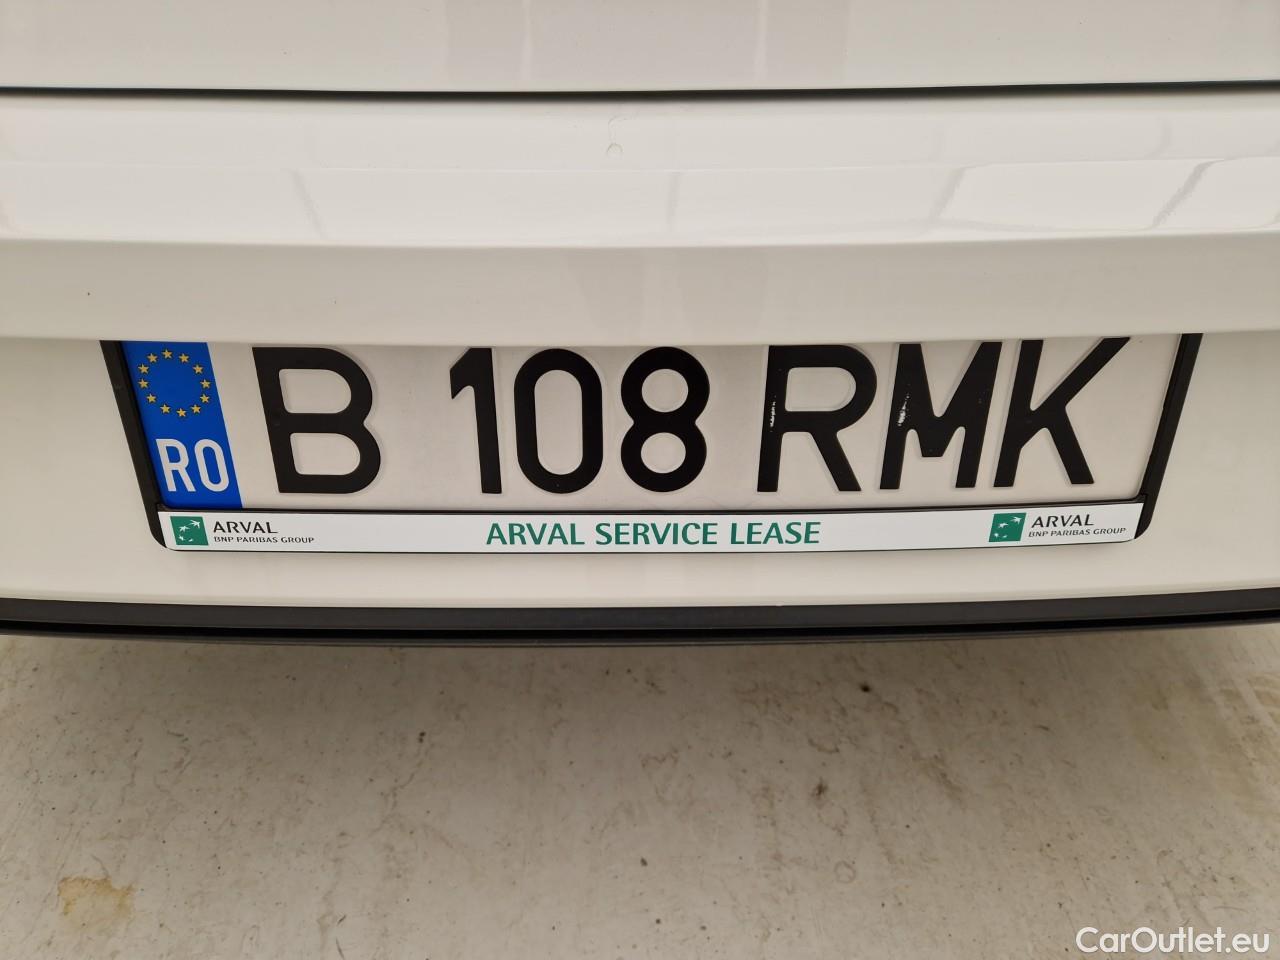 RO B 108 RMK
ARVAL
BNP PARIBAS GROUP
ARVAL SERVICE LEASE
ARVAL
BNP PARIBAS GROUP
CarOutlet.eu